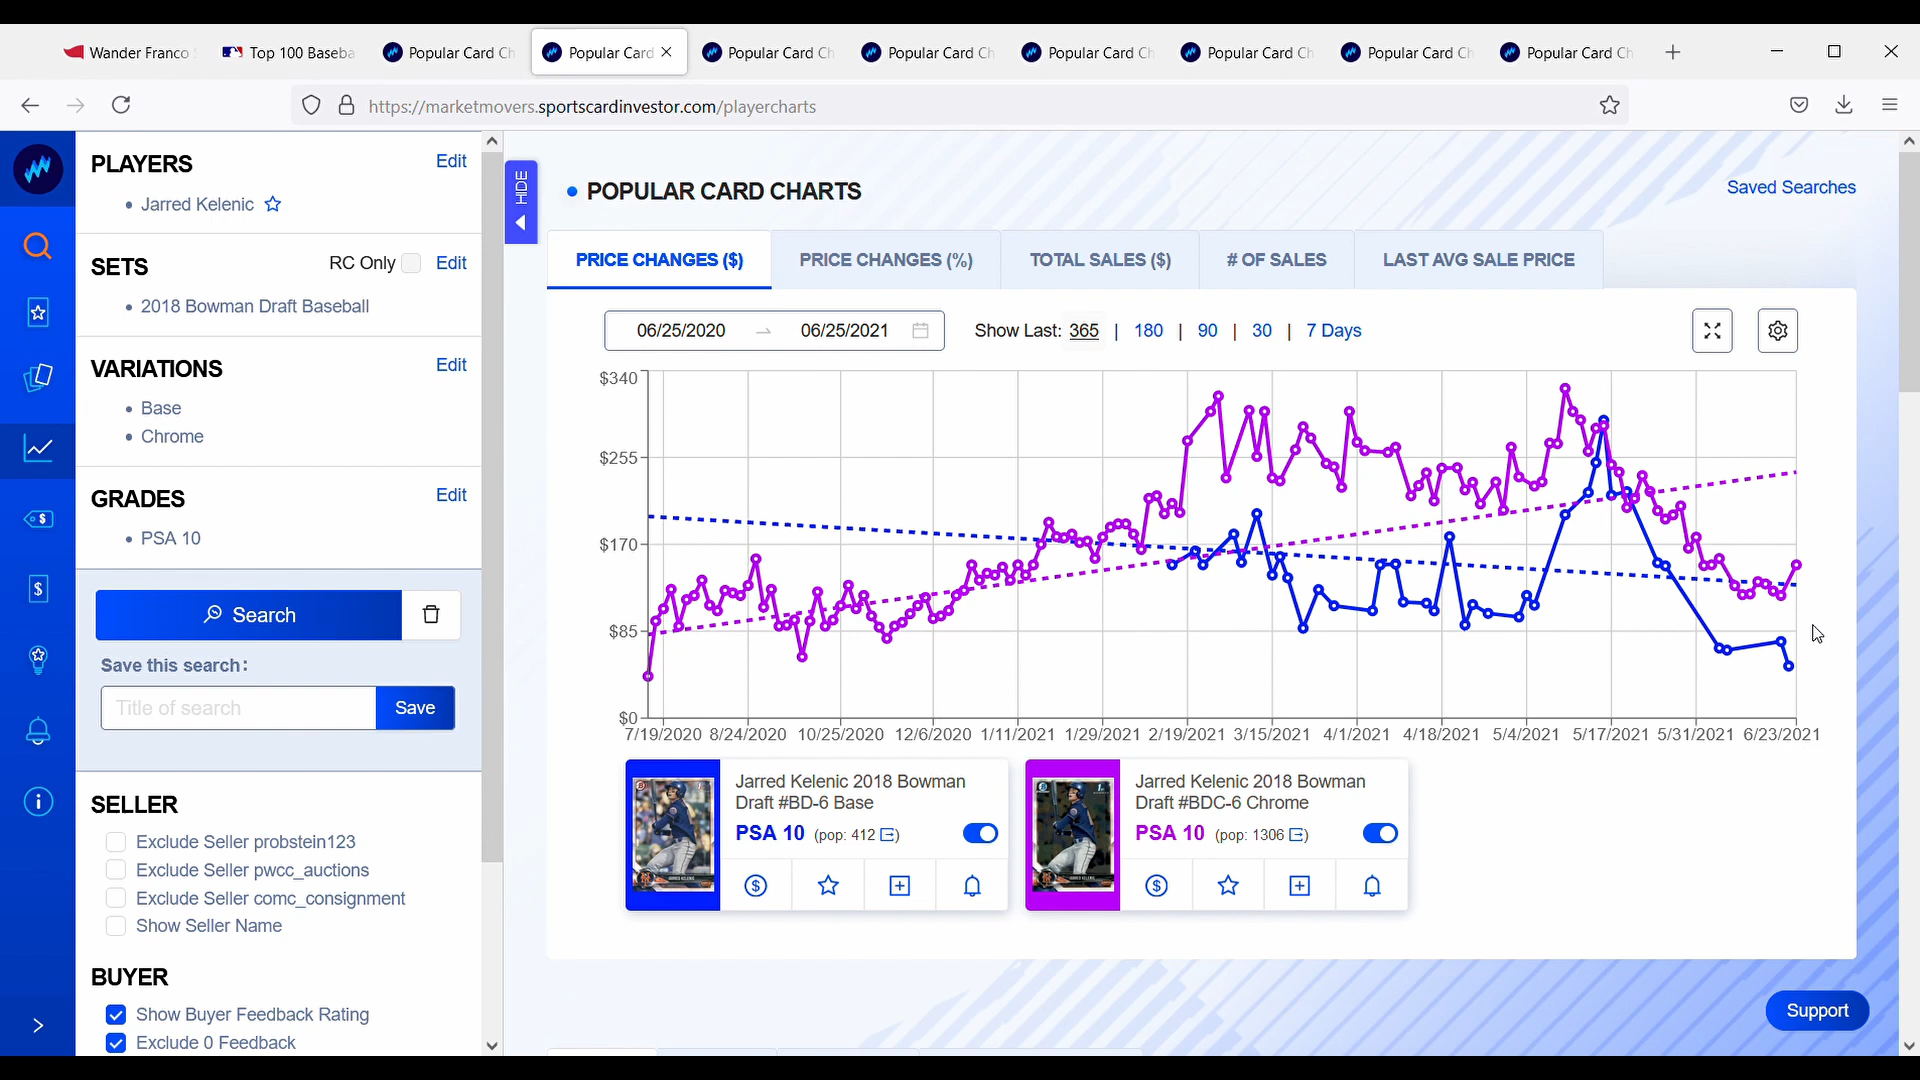 Wander Franco
Top 100 Baseba
Popular Card Ch
Popular Card
Popular Card Ch
Popular Card Ch
Popular Card Ch
Popular Card Ch
Popular Card Ch
Popular Card Ch
https://marketmovers.sportscardinvestor.com/playercharts
PLAYERS
Edit
Jarred Kelenic
SETS
RC Only
Edit
2018 Bowman Draft Baseball
VARIATIONS
Edit
Base
Chrome
GRADES
Edit
PSA 10
Search
Save this search:
Title of search
Save
SELLER
Exclude Seller probstein123
Exclude Seller pwcc_auctions
Exclude Seller comc_consignment
Show Seller Name
BUYER
Show Buyer Feedback Rating
Exclude 0 Feedback
HIDE
POPULAR CARD CHARTS
Saved Searches
PRICE CHANGES ($)
PRICE CHANGES (%)
TOTAL SALES ($)
# OF SALES
LAST AVG SALE PRICE
06/25/2020
06/25/2021
Show Last: 365 | 180 | 90 | 30 | 7 Days
$340
$255
$170
$85
$0
7/19/2020 8/24/2020 10/25/2020 12/6/2020 1/11/2021 1/29/2021 2/19/2021 3/15/2021 4/1/2021 4/18/2021 5/4/2021 5/17/2021 5/31/2021 6/23/2021
Jarred Kelenic 2018 Bowman
Draft #BD-6 Base
PSA 10 (pop: 412)
Jarred Kelenic 2018 Bowman
Draft #BDC-6 Chrome
PSA 10 (pop: 1306)
Support